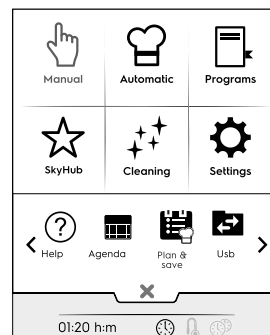 Manual Automatic Programs
SkyHub Cleaning Settings
Help Agenda Plan & save Usb
01:20 h:m